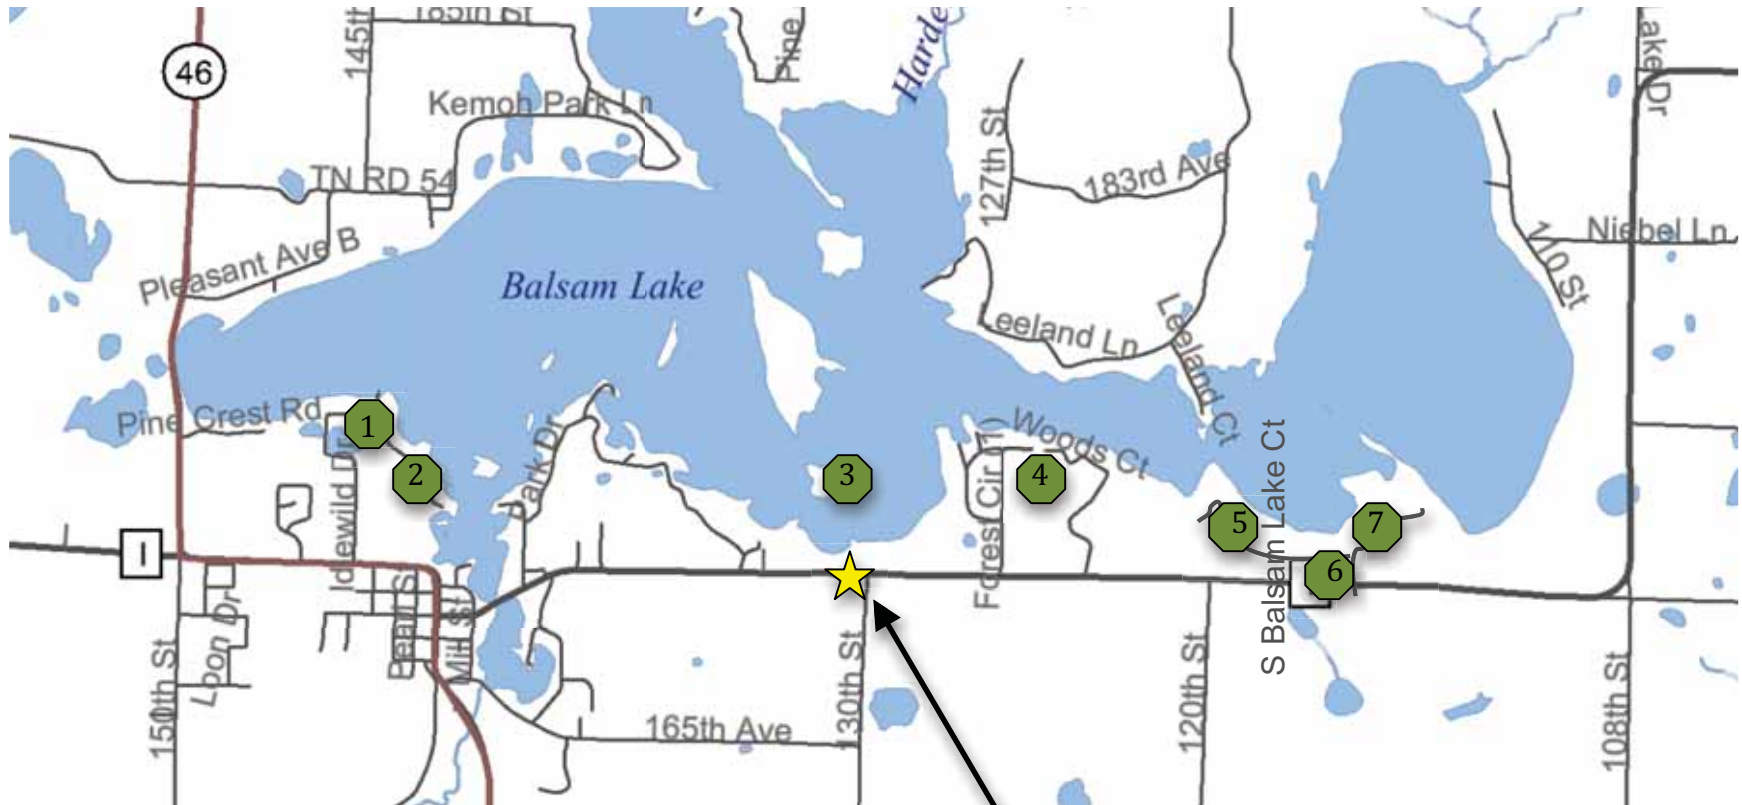 185th St
145th
Pine
Harde
46
Kemoh Park Ln
Lake Dr
127th St
TN RD 54
183rd Ave
Niebel Ln
Pleasant Ave B
110 St
Balsam Lake
Leeland Ln
Leeland Ct
Pine Crest Rd
1
2
Park Dr
3
Forest Cir (1)
4
Woods Ct
5
S Balsam Lake Ct
7
6
I
Idlewild Dr
Loon Dr
Mill St
150th St
130th St
120th St
108th St
165th Ave